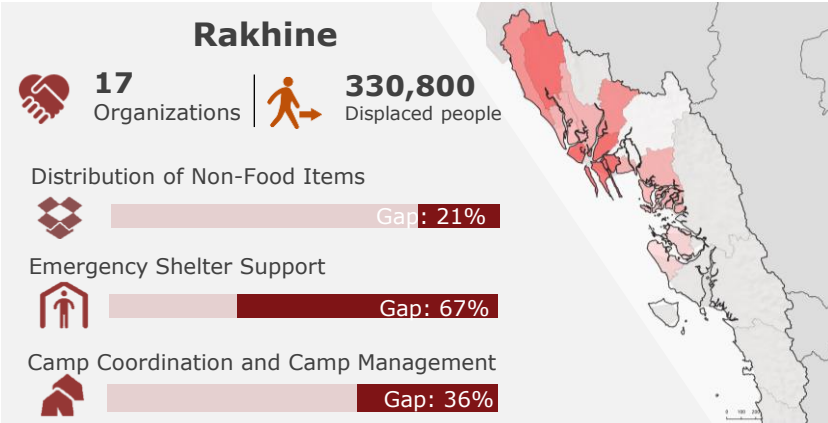 Rakhine
17
Organizations
330,800
Displaced people
Distribution of Non-Food Items
Gap: 21%
Emergency Shelter Support
Gap: 67%
Camp Coordination and Camp Management
Gap: 36%